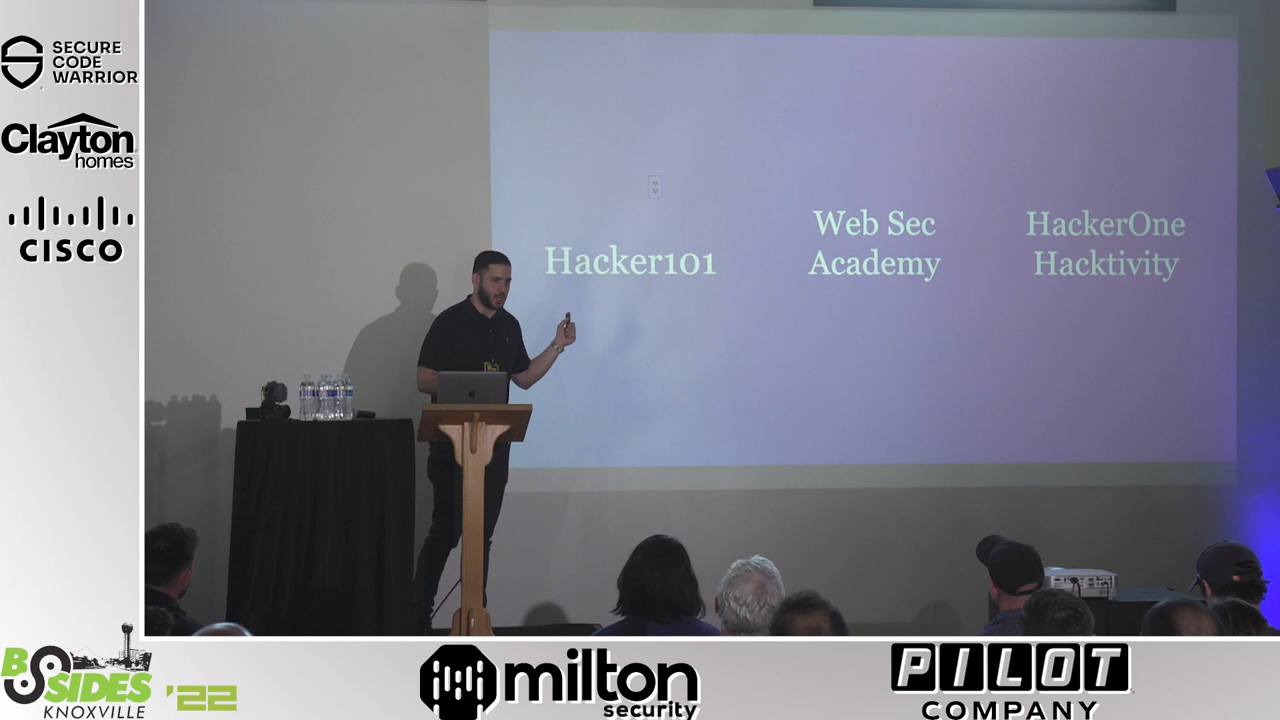 SECURE
CODE
WARRIOR
Clayton
homes
CISCO
Hacker101
Web Sec
Academy
HackerOne
Hacktivity
BSIDES
KNOXVILLE
'22
milton
security
PILOT
COMPANY